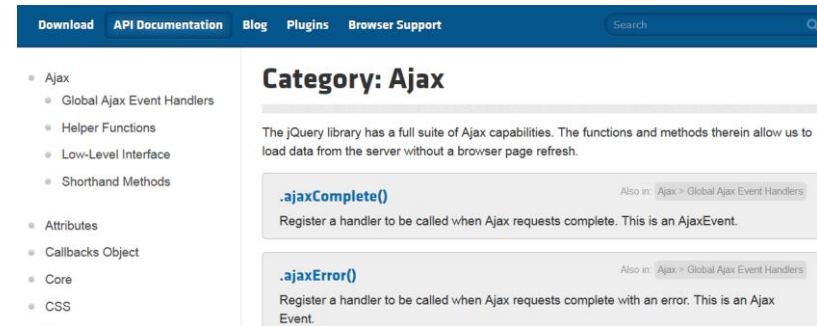 Download API Documentation Blog Plugins Browser Support Search
Ajax
Global Ajax Event Handlers
Helper Functions
Low-Level Interface
Shorthand Methods
Attributes
Callbacks Object
Core
CSS
Category: Ajax
The jQuery library has a full suite of Ajax capabilities. The functions and methods therein allow us to
load data from the server without a browser page refresh.
.ajaxComplete() Also in: Ajax > Global Ajax Event Handlers
Register a handler to be called when Ajax requests complete. This is an AjaxEvent.
.ajaxError() Also in: Ajax > Global Ajax Event Handlers
Register a handler to be called when Ajax requests complete with an error. This is an Ajax
Event.